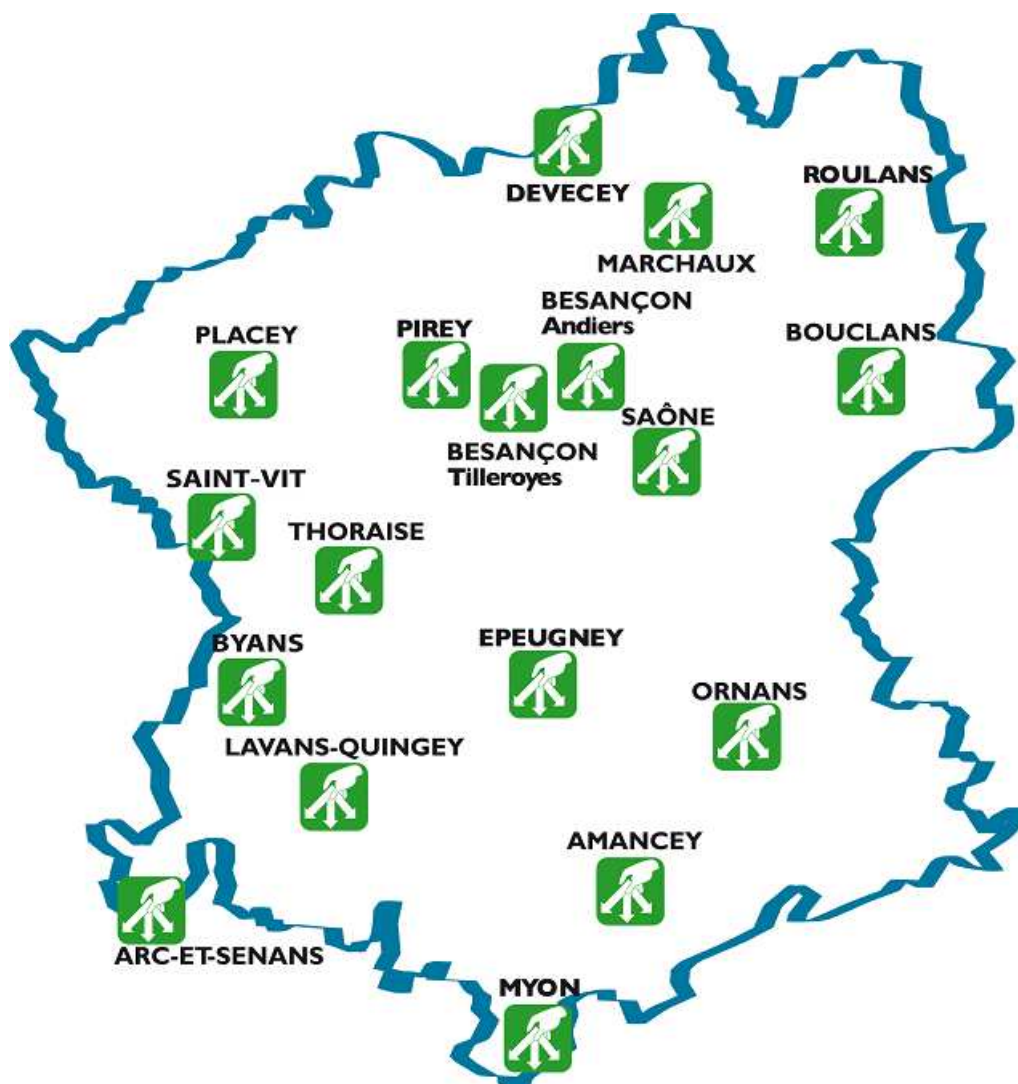 ROULANS
DEVECEY
MARCHAUX
BESANÇON
Andiers
PLACEY
PIREY
BOUCLANS
SAÔNE
BESANÇON
Tilleroyes
SAINT-VIT
THORAISE
BYANS
EPEUGNEY
ORNANS
LAVANS-QUINGEY
AMANCEY
ARC-ET-SENANS
MYON